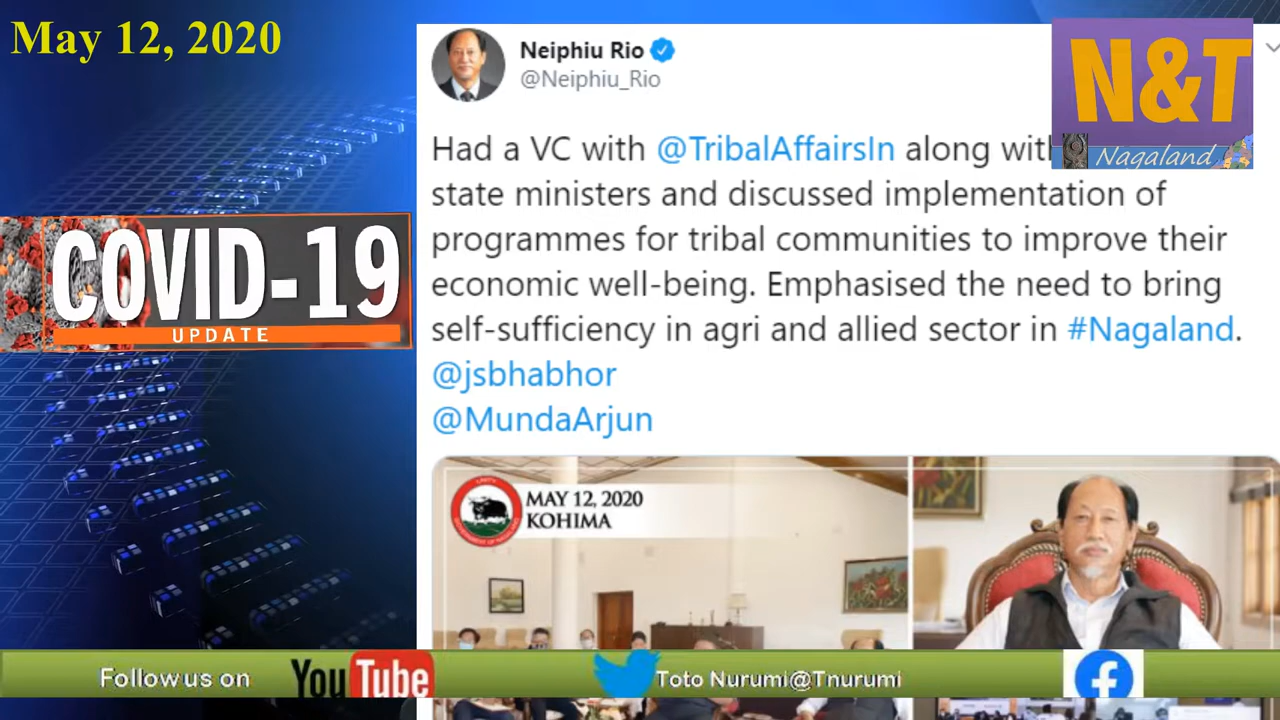 May 12, 2020
Neiphiu Rio
@Neiphiu_Rio
N&T
Nagaland
Had a VC with @TribalAffairsIn along with
state ministers and discussed implementation of
programmes for tribal communities to improve their
economic well-being. Emphasised the need to bring
self-sufficiency in agri and allied sector in #Nagaland.
@jsbhabhor
@MundaArjun
COVID-19
UPDATE
UNITY
MAY 12, 2020
KOHIMA
Follow us on
YouTube
Toto Nurumi@Tnurumi